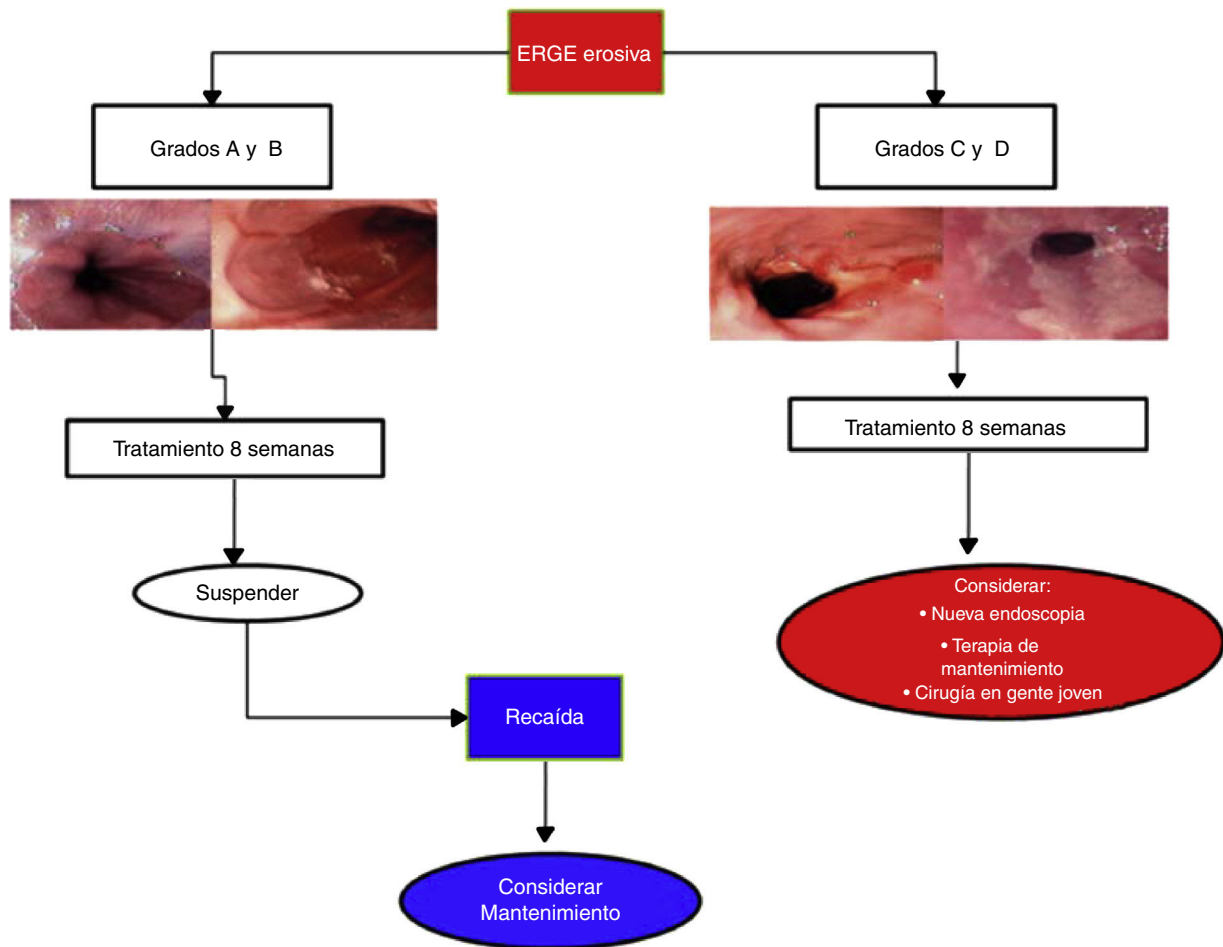 ERGE erosiva
Grados A y B
Grados C y D
Tratamiento 8 semanas
Tratamiento 8 semanas
Suspender
Considerar:
• Nueva endoscopia
• Terapia de
mantenimiento
• Cirugía en gente joven
Recaída
Considerar
Mantenimiento